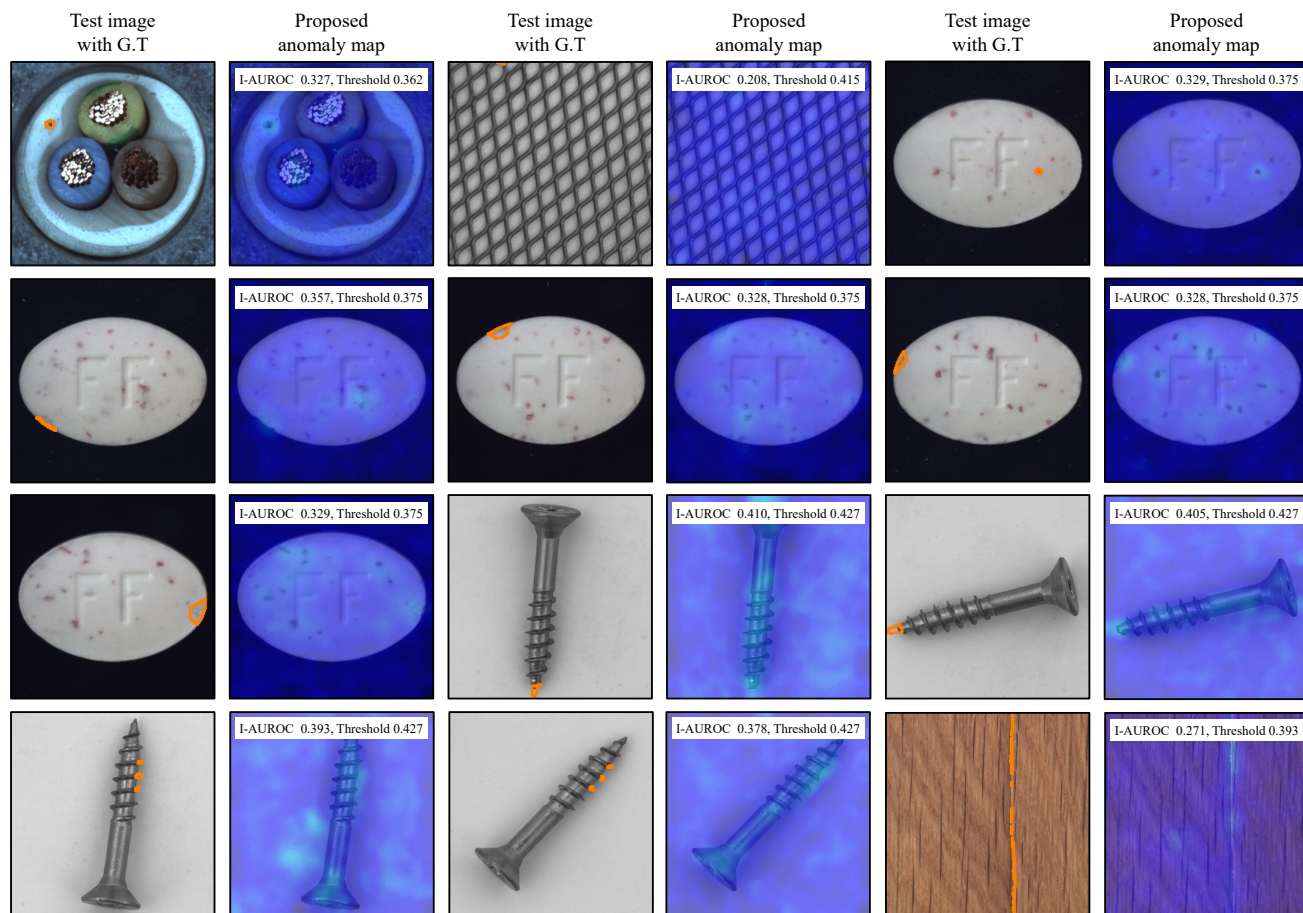 Test image
with G.T
Proposed
anomaly map
Test image
with G.T
Proposed
anomaly map
Test image
with G.T
Proposed
anomaly map
I-AUROC 0.327, Threshold 0.362
I-AUROC 0.208, Threshold 0.415
I-AUROC 0.329, Threshold 0.375
FF
FF
I-AUROC 0.357, Threshold 0.375
I-AUROC 0.328, Threshold 0.375
I-AUROC 0.328, Threshold 0.375
FF
FF
FF
FF
FF
FF
I-AUROC 0.329, Threshold 0.375
I-AUROC 0.410, Threshold 0.427
I-AUROC 0.405, Threshold 0.427
FF
FF
I-AUROC 0.393, Threshold 0.427
I-AUROC 0.378, Threshold 0.427
I-AUROC 0.271, Threshold 0.393